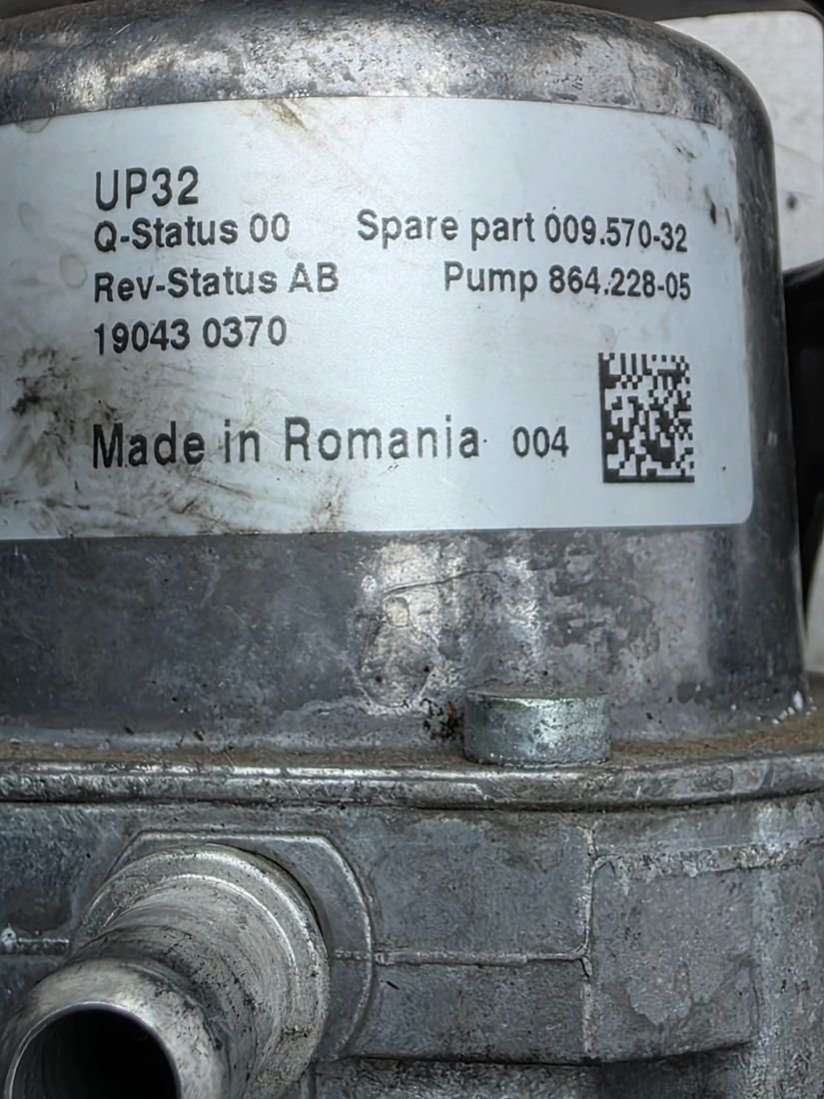 UP32
Q-Status 00 Spare part 009.570-32
Rev-Status AB Pump 864.228-05
19043 0370
Made in Romania 004